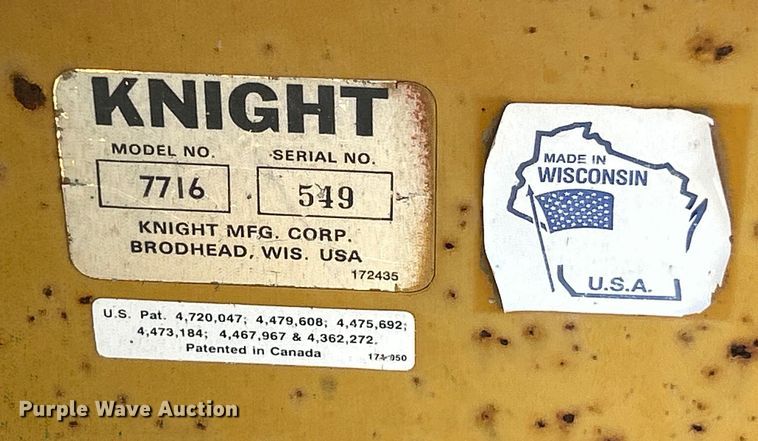 KNIGHT
MODEL NO. SERIAL NO.
7716 549
KNIGHT MFG. CORP.
BRODHEAD, WIS. USA
172435
MADE IN
WISCONSIN
U.S.A.
U.S. Pat. 4,720,047; 4,479,608; 4,475,692;
4,473,184; 4,467,967 & 4,362,272.
Patented in Canada
Purple Wave Auction